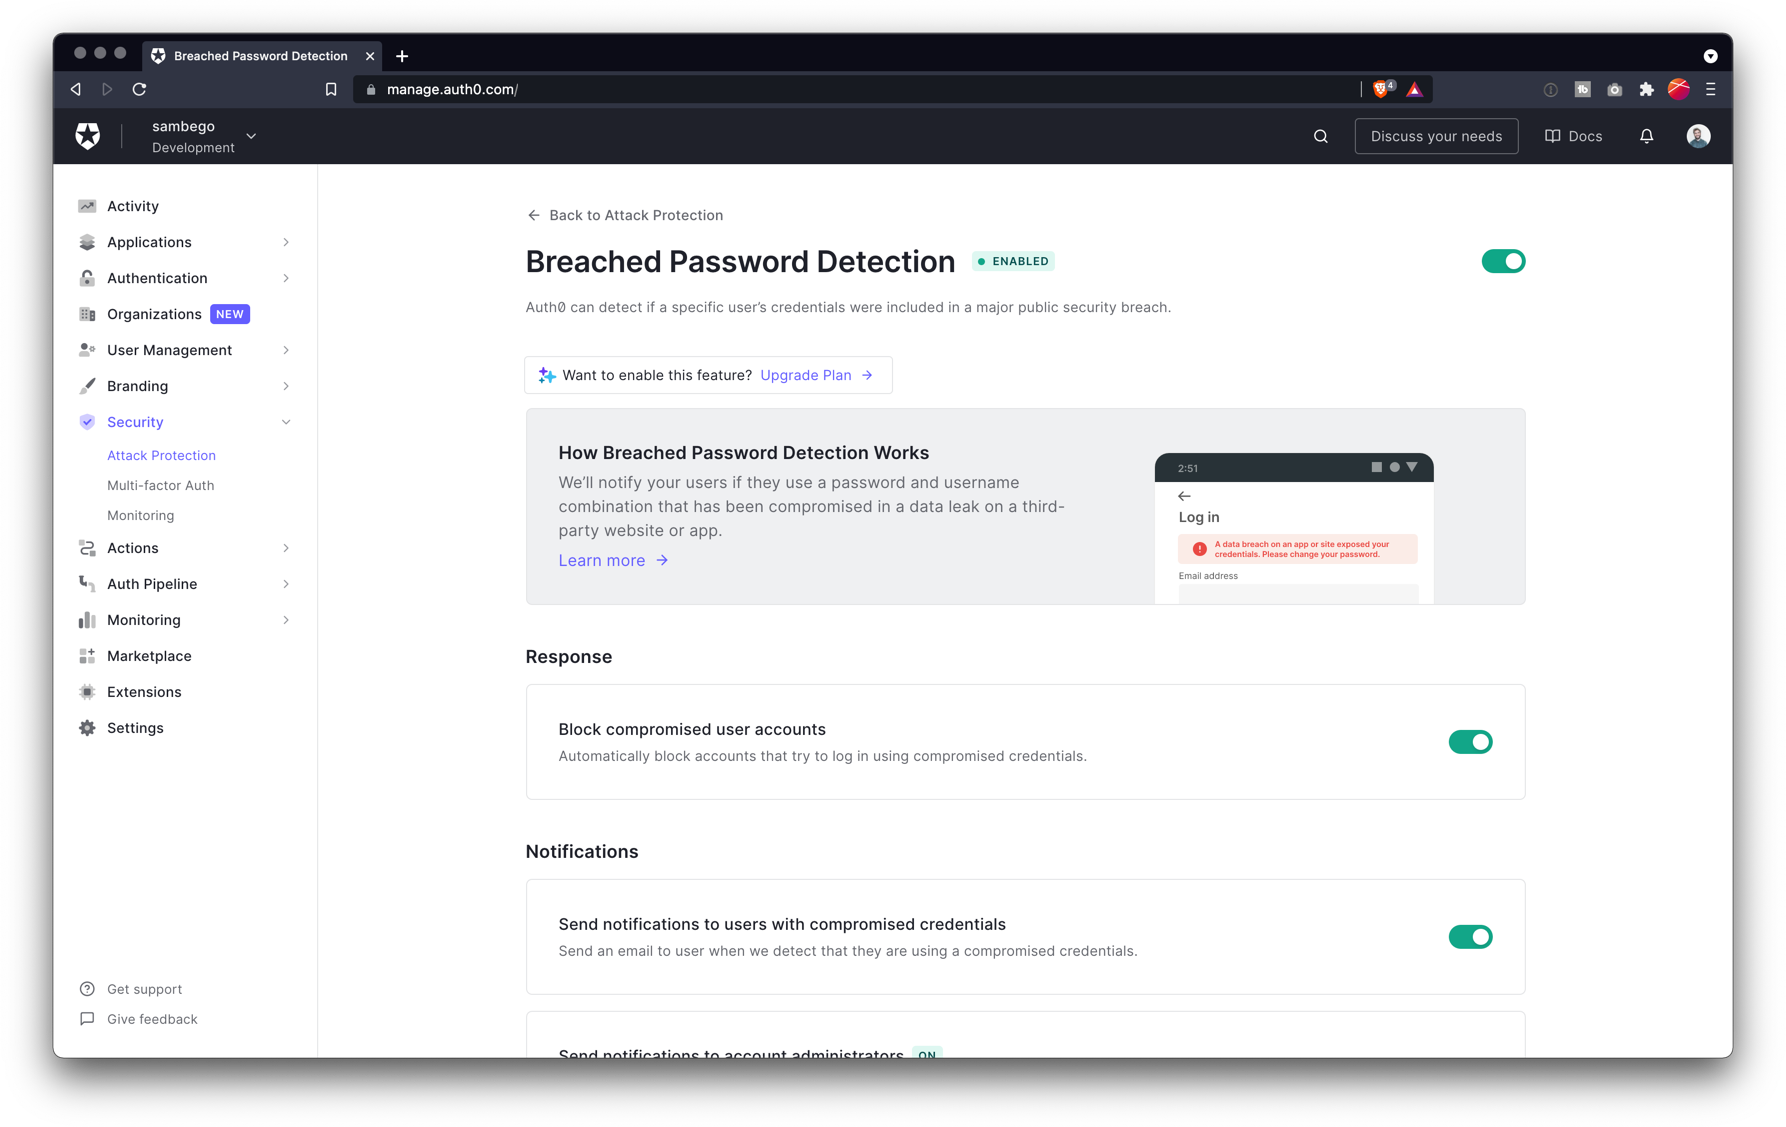 Breached Password Detection
manage.auth0.com/
4
tb
sambego
Development
Discuss your needs
Docs
Activity
Applications
Authentication
Organizations NEW
User Management
Branding
Security
Attack Protection
Multi-factor Auth
Monitoring
Actions
Auth Pipeline
Monitoring
Marketplace
Extensions
Settings
Get support
Give feedback
Back to Attack Protection
Breached Password Detection ENABLED
Auth0 can detect if a specific user’s credentials were included in a major public security breach.
Want to enable this feature? Upgrade Plan
How Breached Password Detection Works
We’ll notify your users if they use a password and username
combination that has been compromised in a data leak on a third-
party website or app.
Learn more
2:51
Log in
A data breach on an app or site exposed your
credentials. Please change your password.
Email address
Response
Block compromised user accounts
Automatically block accounts that try to log in using compromised credentials.
Notifications
Send notifications to users with compromised credentials
Send an email to user when we detect that they are using a compromised credentials.
Send notifications to account administrators ON